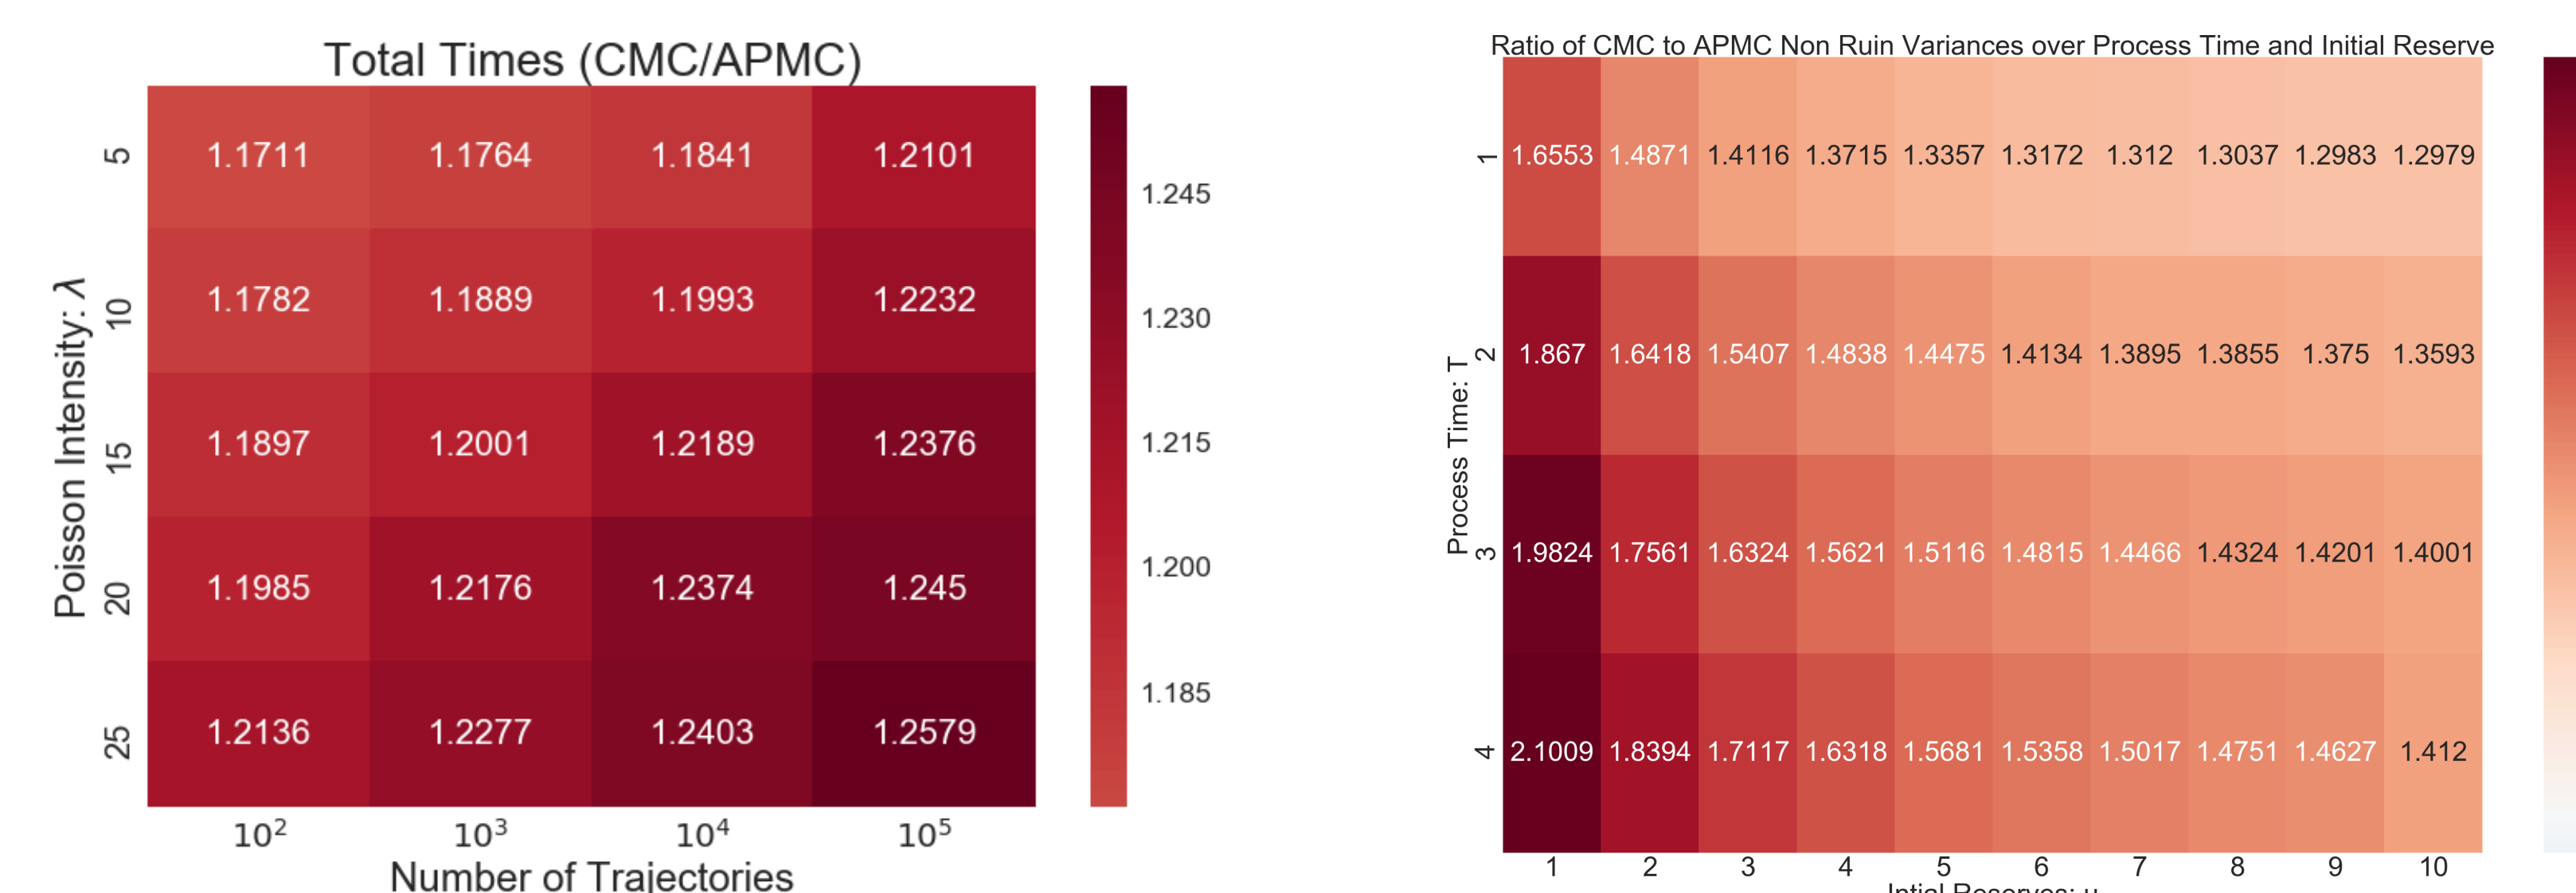 Total Times (CMC/APMC)
5 1.1711 1.1764 1.1841 1.2101
10 1.1782 1.1889 1.1993 1.2232
15 1.1897 1.2001 1.2189 1.2376
20 1.1985 1.2176 1.2374 1.245
25 1.2136 1.2277 1.2403 1.2579
Poisson Intensity: λ
10² 10³ 10⁴ 10⁵
Number of Trajectories
1.245
1.230
1.215
1.200
1.185
Ratio of CMC to APMC Non Ruin Variances over Process Time and Initial Reserve
1 1.6553 1.4871 1.4116 1.3715 1.3357 1.3172 1.312 1.3037 1.2983 1.2979
2 1.867 1.6418 1.5407 1.4838 1.4475 1.4134 1.3895 1.3855 1.375 1.3593
3 1.9824 1.7561 1.6324 1.5621 1.5116 1.4815 1.4466 1.4324 1.4201 1.4001
4 2.1009 1.8394 1.7117 1.6318 1.5681 1.5358 1.5017 1.4751 1.4627 1.412
Process Time: T
1 2 3 4 5 6 7 8 9 10
Intial Reserves: u